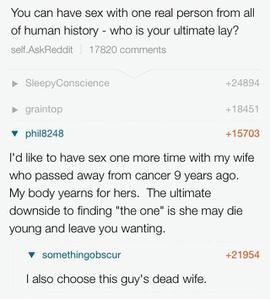 You can have sex with one real person from all
of human history - who is your ultimate lay?
self.AskReddit | 17820 comments
▶ SleepyConscience +24894
▶ graintop +18451
▼ phil8248 +15703
I'd like to have sex one more time with my wife
who passed away from cancer 9 years ago.
My body yearns for hers. The ultimate
downside to finding "the one" is she may die
young and leave you wanting.
▼ somethingobscur +21954
I also choose this guy's dead wife.